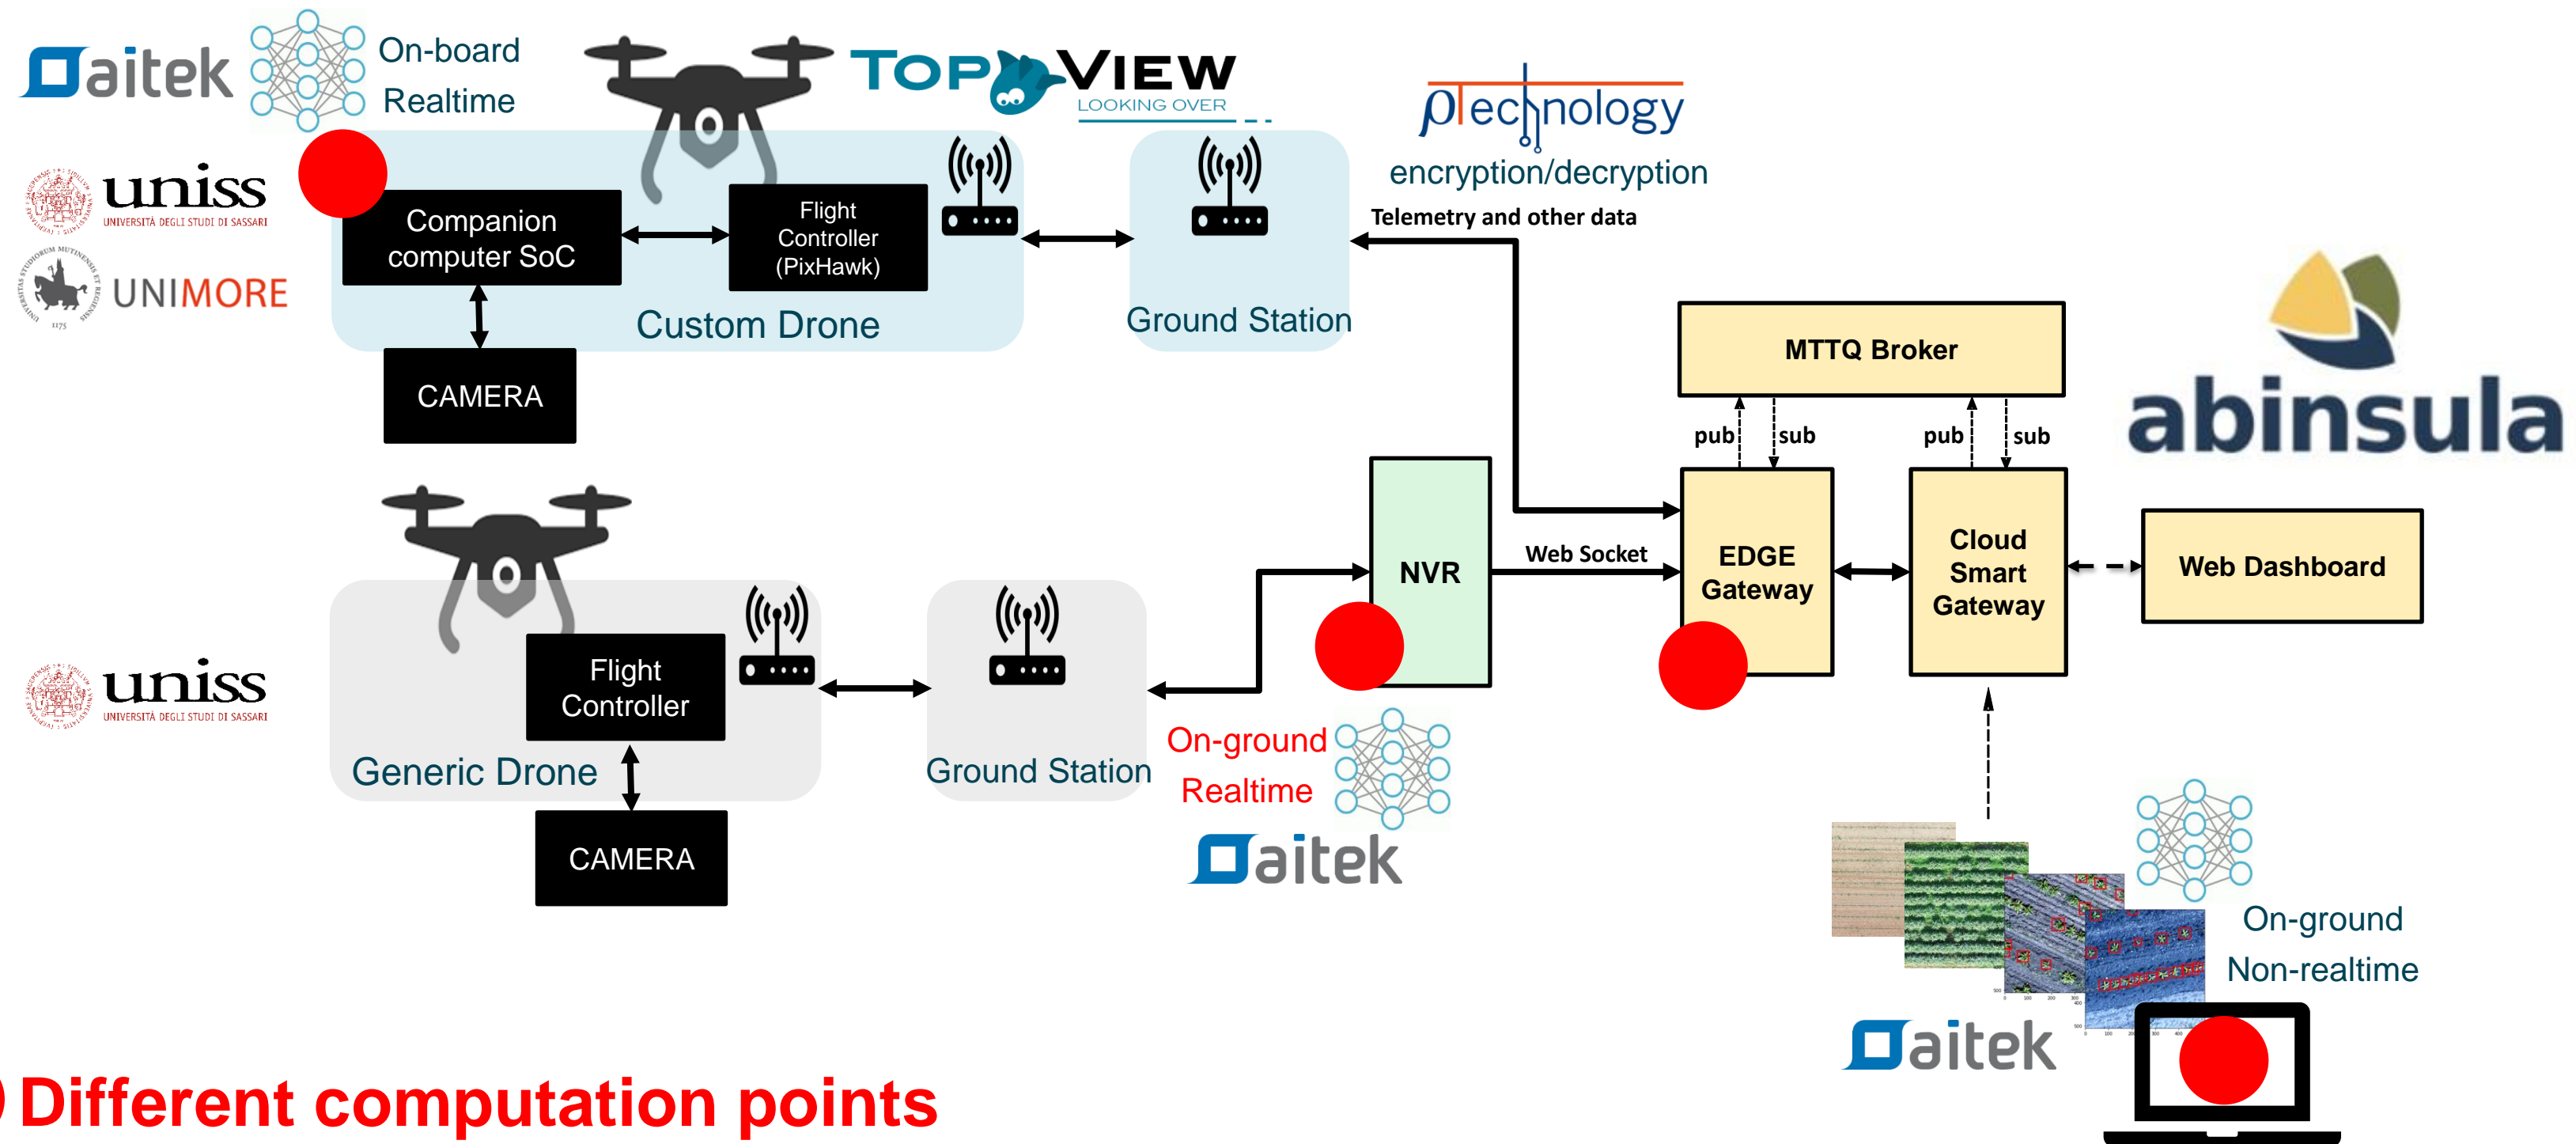 aitek
On-board
Realtime
TOPVIEW
LOOKING OVER
ρTechnology
encryption/decryption
Telemetry and other data
uniss
UNIVERSITÀ DEGLI STUDI DI SASSARI
UNIMORE
1175
Companion
computer SoC
Flight
Controller
(PixHawk)
Custom Drone
Ground Station
CAMERA
MTTQ Broker
pub
sub
pub
sub
abinsula
NVR
Web Socket
EDGE
Gateway
Cloud
Smart
Gateway
Web Dashboard
uniss
UNIVERSITÀ DEGLI STUDI DI SASSARI
Flight
Controller
Generic Drone
Ground Station
CAMERA
On-ground
Realtime
aitek
On-ground
Non-realtime
aitek
Different computation points